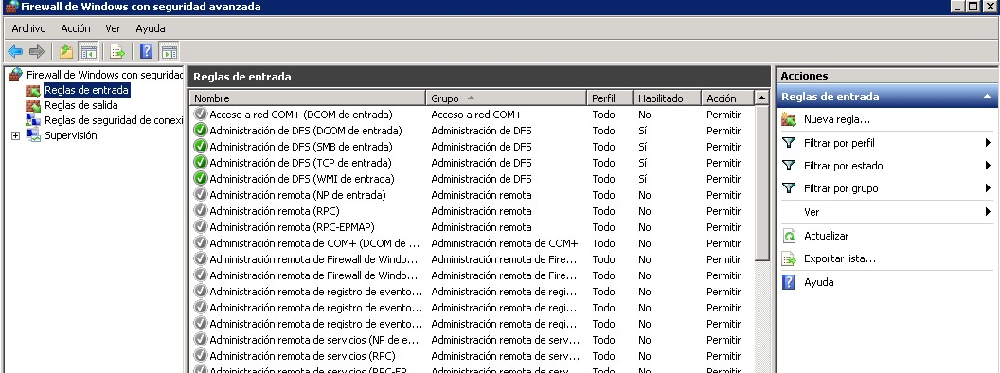 Firewall de Windows con seguridad avanzada
Archivo Acción Ver Ayuda
Firewall de Windows con seguridad
Reglas de entrada
Reglas de salida
Reglas de seguridad de conexi
Supervisión
Reglas de entrada
Nombre Grupo Perfil Habilitado Acción
Acceso a red COM+ (DCOM de entrada) Acceso a red COM+ Todo No Permitir
Administración de DFS (DCOM de entrada) Administración de DFS Todo Sí Permitir
Administración de DFS (SMB de entrada) Administración de DFS Todo Sí Permitir
Administración de DFS (TCP de entrada) Administración de DFS Todo Sí Permitir
Administración de DFS (WMI de entrada) Administración de DFS Todo Sí Permitir
Administración remota (NP de entrada) Administración remota Todo No Permitir
Administración remota (RPC) Administración remota Todo No Permitir
Administración remota (RPC-EPMAP) Administración remota Todo No Permitir
Administración remota de COM+ (DCOM de ... Administración remota de COM+ Todo No Permitir
Administración remota de Firewall de Windo... Administración remota de Fire... Todo No Permitir
Administración remota de Firewall de Windo... Administración remota de Fire... Todo No Permitir
Administración remota de registro de evento... Administración remota de regi... Todo No Permitir
Administración remota de registro de evento... Administración remota de regi... Todo No Permitir
Administración remota de registro de evento... Administración remota de regi... Todo No Permitir
Administración remota de servicios (NP de e... Administración remota de serv... Todo No Permitir
Administración remota de servicios (RPC) Administración remota de serv... Todo No Permitir
Administración remota de servicios (RPC-EP... Administración remota de serv... Todo No Permitir
Acciones
Reglas de entrada
Nueva regla...
Filtrar por perfil
Filtrar por estado
Filtrar por grupo
Ver
Actualizar
Exportar lista...
Ayuda